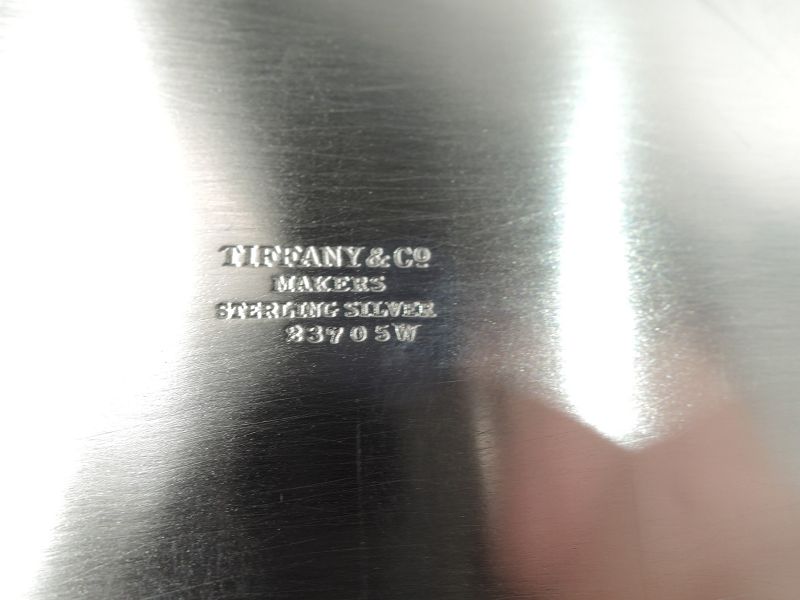 TIFFANY & Cº
MAKERS
STERLING SILVER
23705W